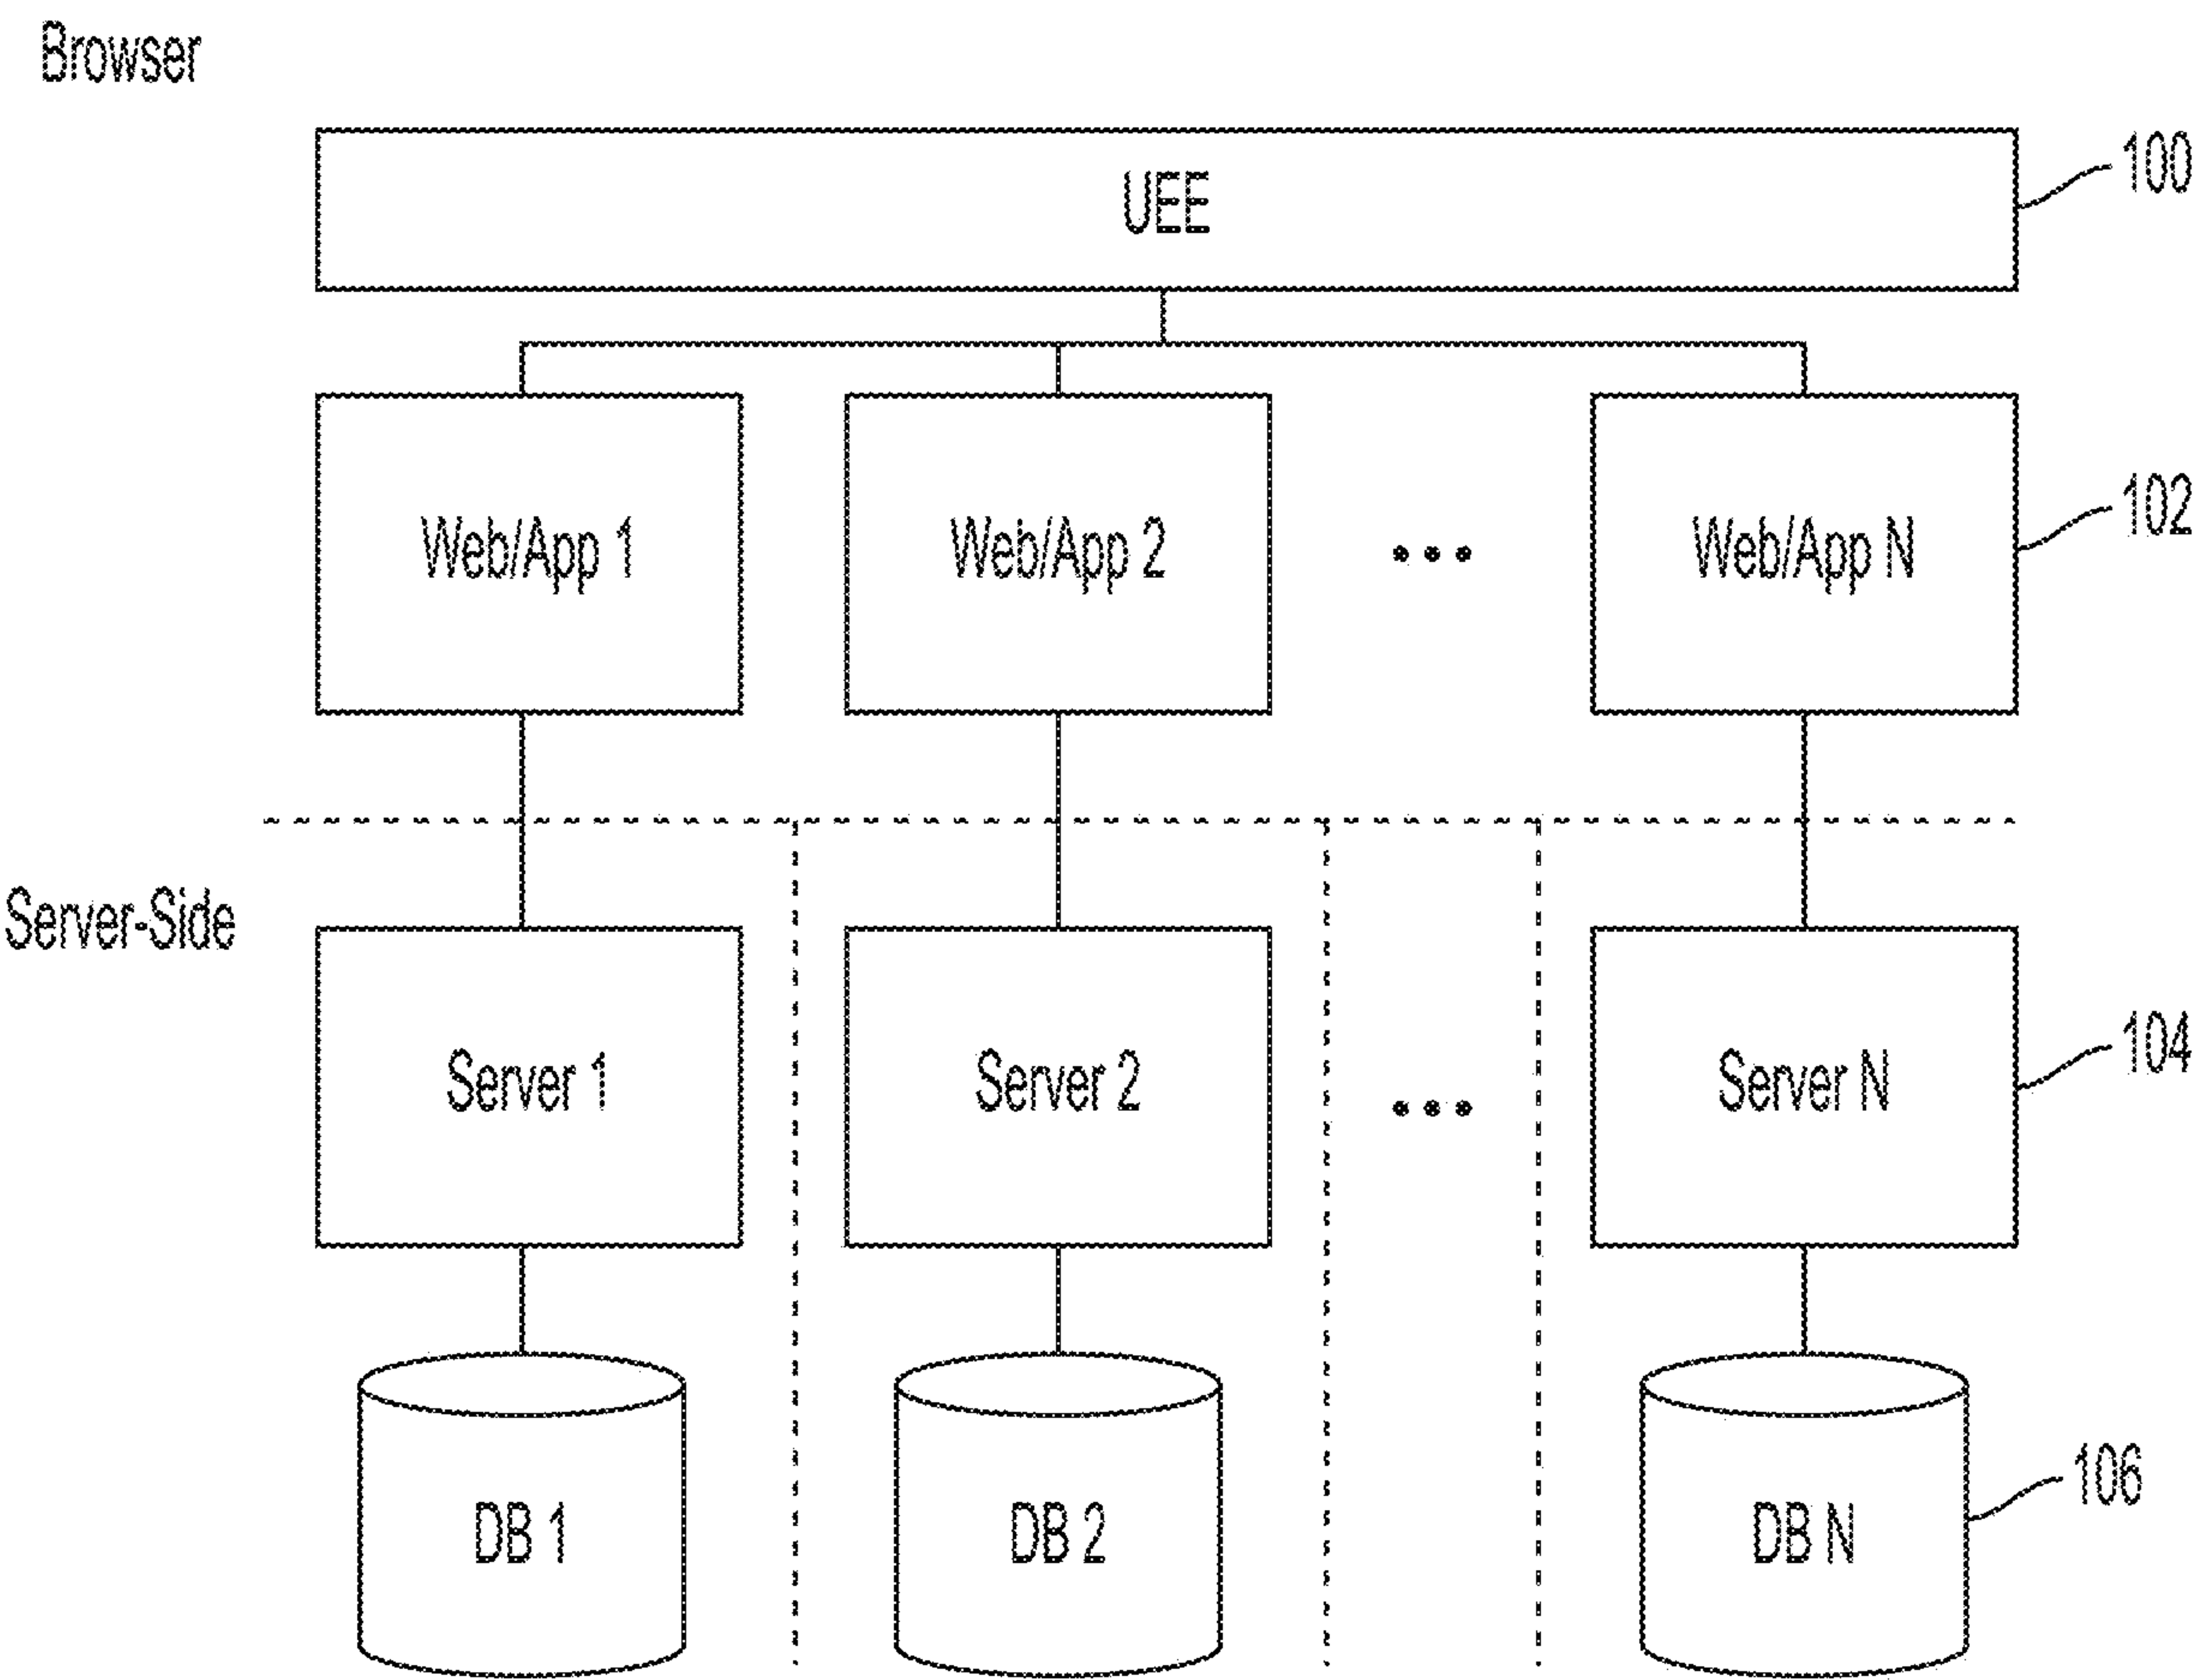 Browser
UEE
100
Web/App 1
Web/App 2
Web/App N
102
Server-Side
Server 1
Server 2
Server N
104
DB 1
DB 2
DB N
106